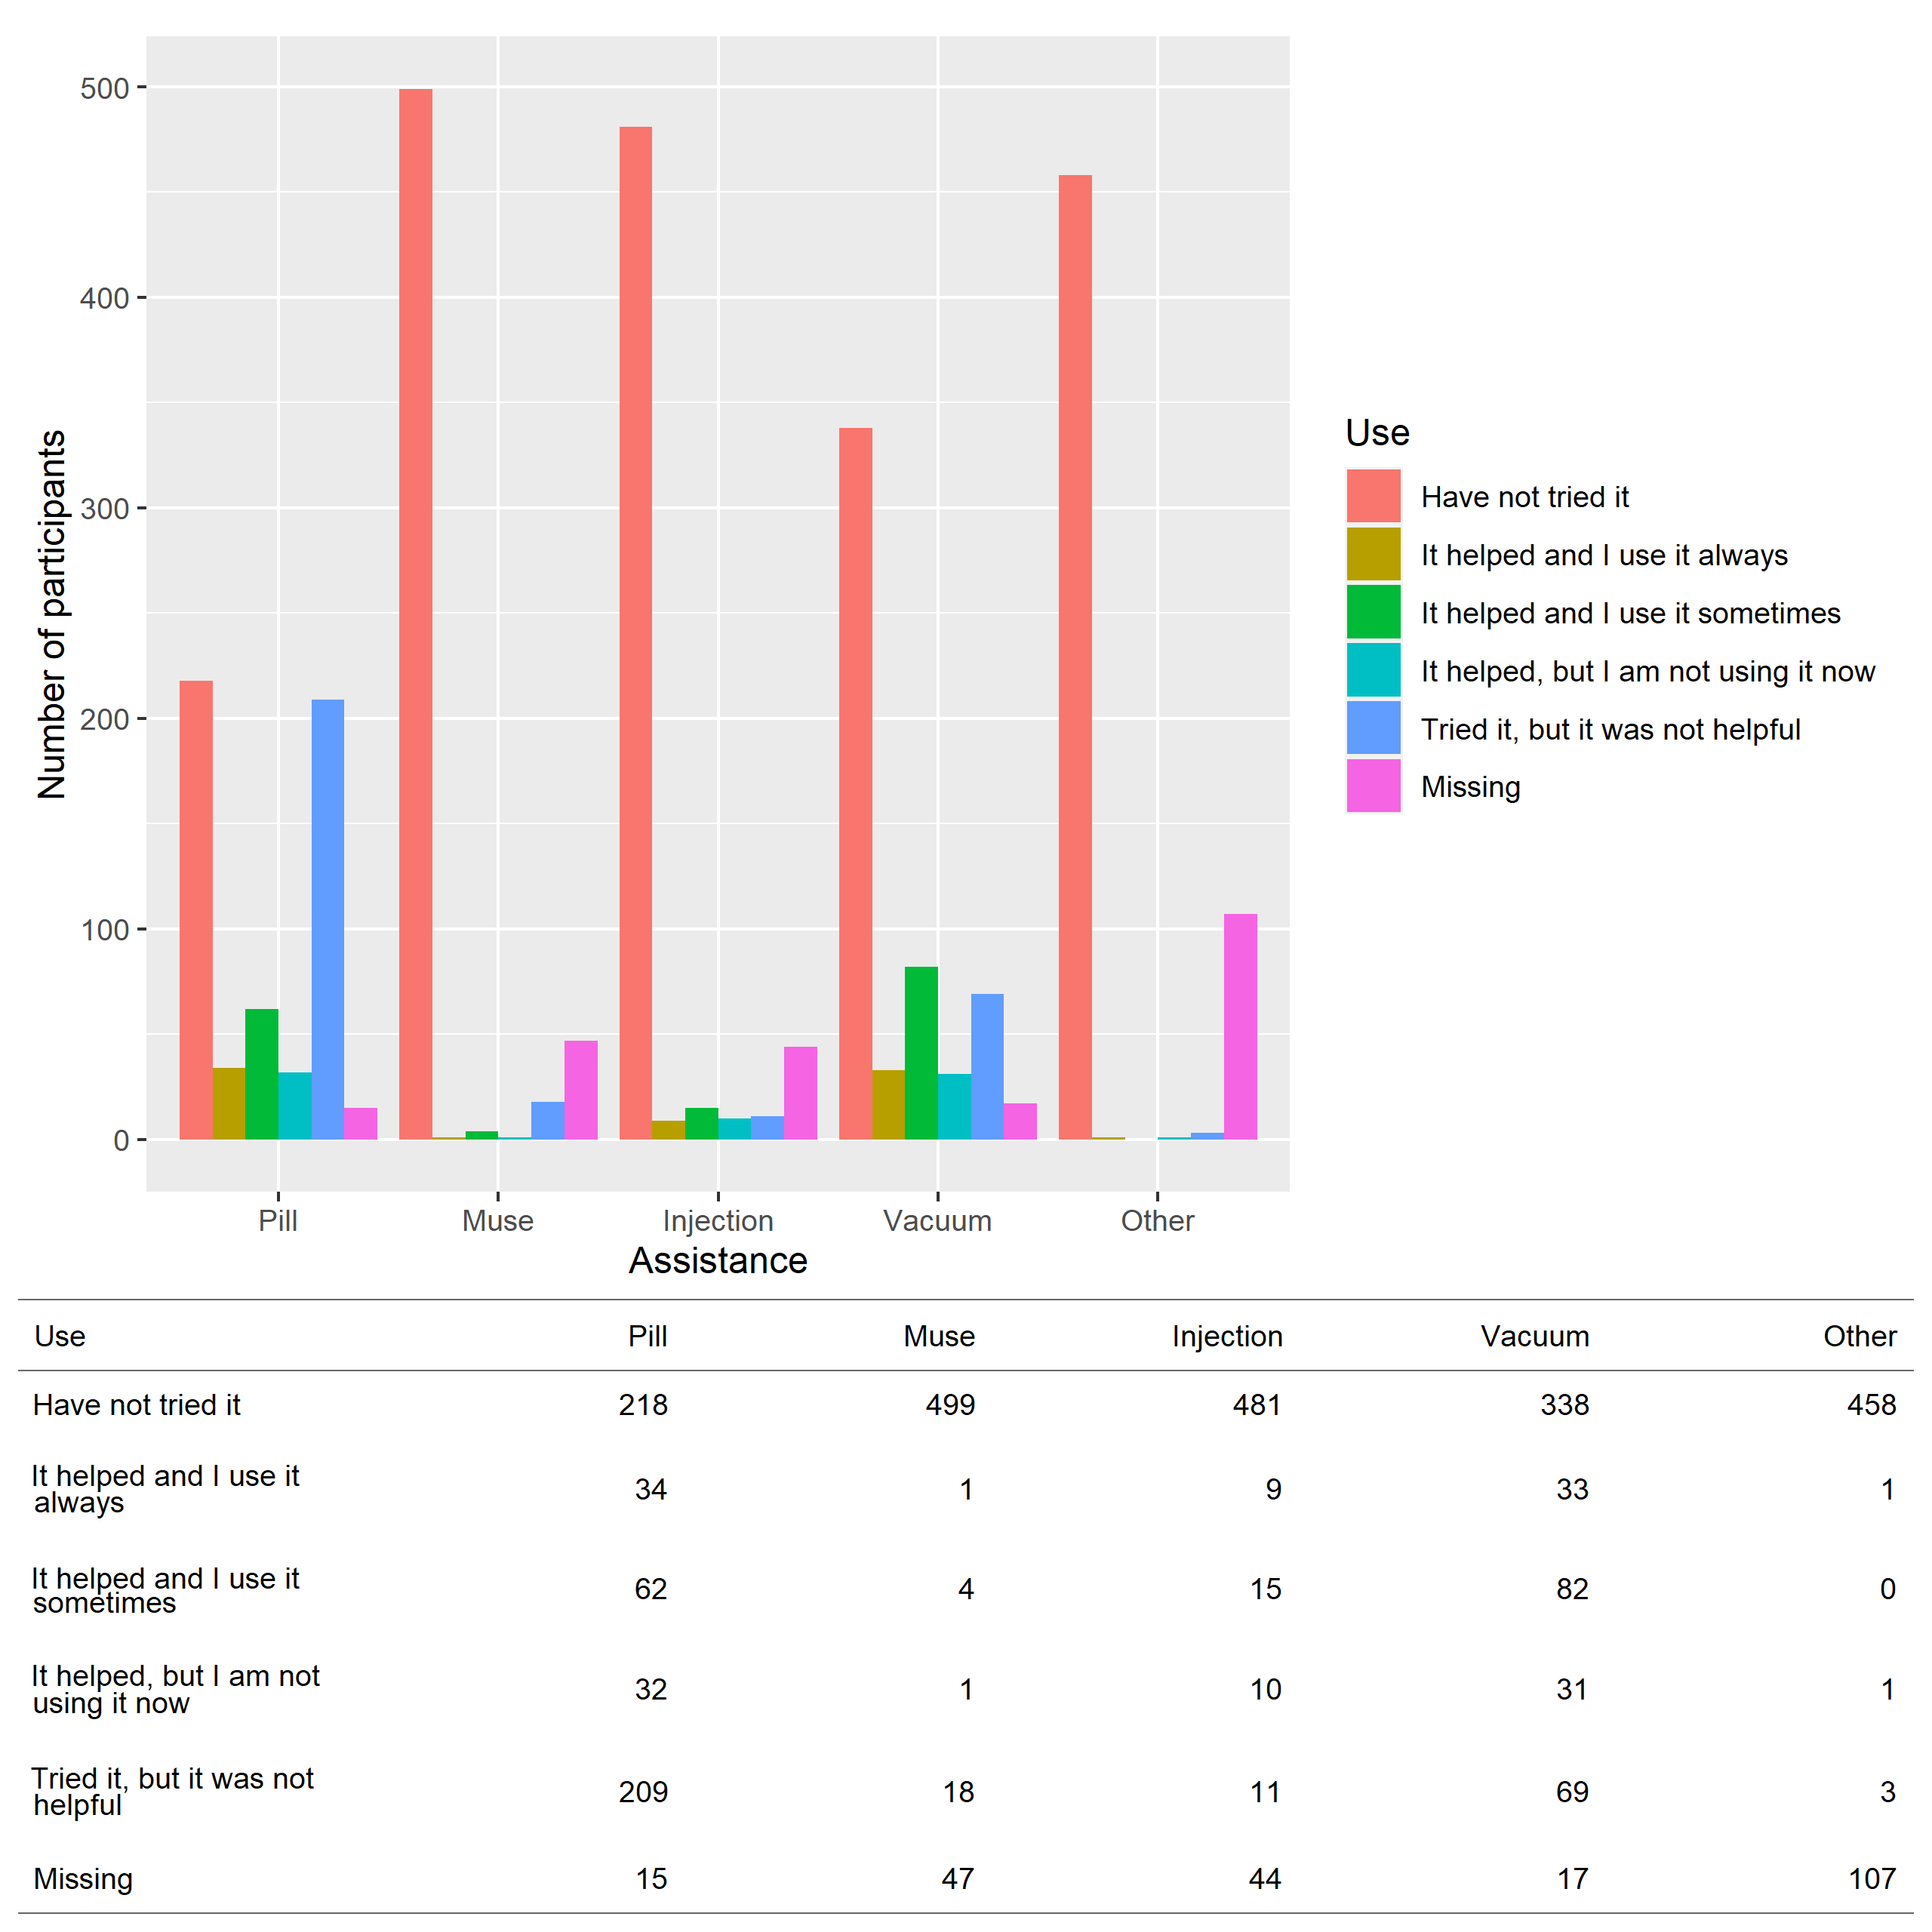 500
400
300
200
100
0
Number of participants
Pill Muse Injection Vacuum Other
Assistance
Use
Have not tried it
It helped and I use it always
It helped and I use it sometimes
It helped, but I am not using it now
Tried it, but it was not helpful
Missing
Use Pill Muse Injection Vacuum Other
Have not tried it 218 499 481 338 458
It helped and I use it
always 34 1 9 33 1
It helped and I use it
sometimes 62 4 15 82 0
It helped, but I am not
using it now 32 1 10 31 1
Tried it, but it was not
helpful 209 18 11 69 3
Missing 15 47 44 17 107